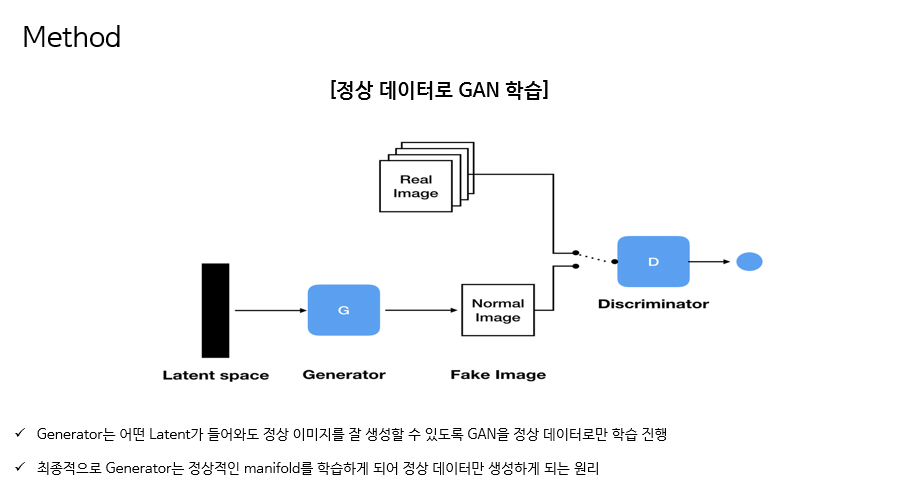 Method
[정상 데이터로 GAN 학습]
Real
Image
G
Normal
Image
D
Discriminator
Latent space
Generator
Fake Image
✓ Generator는 어떤 Latent가 들어와도 정상 이미지를 잘 생성할 수 있도록 GAN을 정상 데이터로만 학습 진행
✓ 최종적으로 Generator는 정상적인 manifold를 학습하게 되어 정상 데이터만 생성하게 되는 원리